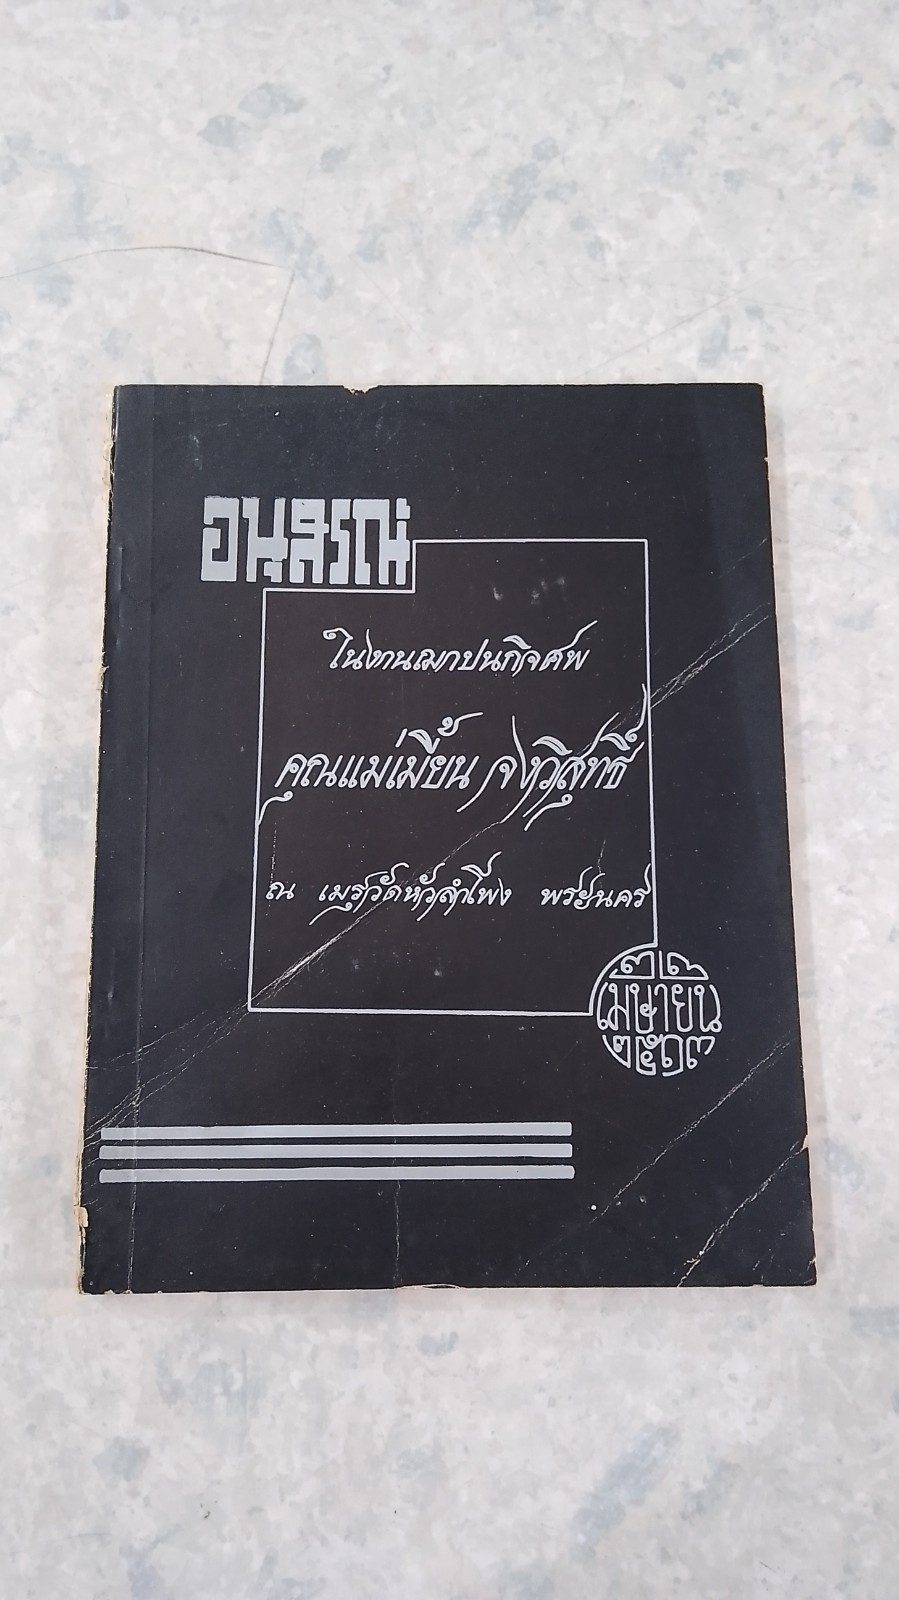 อนุสรณ์
ในงานฌาปนกิจศพ
คุณแม่เมี้ยน จงวิสุทธิ์
ณ เมรุวัดหัวลำโพง พระนคร
๓๒
เมษายน
๒๕๑๓